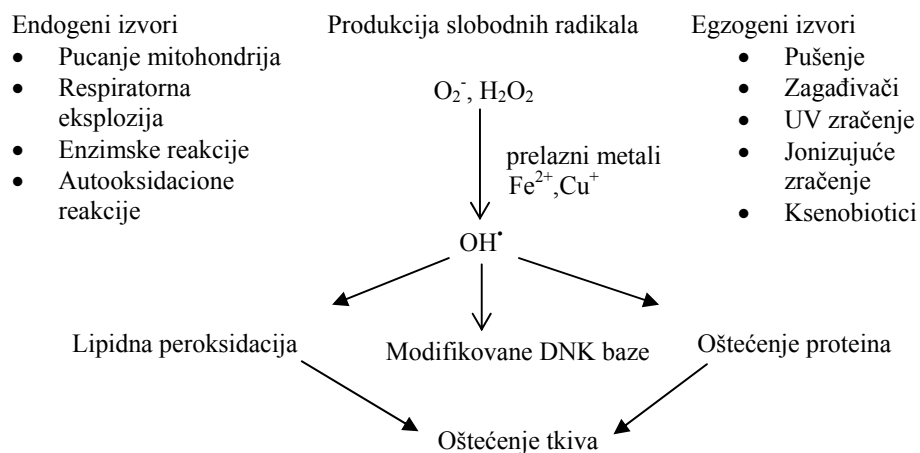 Endogeni izvori
• Pucanje mitohondrija
• Respiratorna
eksplozija
• Enzimske reakcije
• Autooksidacione
reakcije
Produkcija slobodnih radikala
O₂⁻, H₂O₂
prelazni metali
Fe²⁺,Cu⁺
OH•
Egzogeni izvori
• Pušenje
• Zagađivači
• UV zračenje
• Jonizujuće
zračenje
• Ksenobiotici
Lipidna peroksidacija
Modifikovane DNK baze
Oštećenje proteina
Oštećenje tkiva